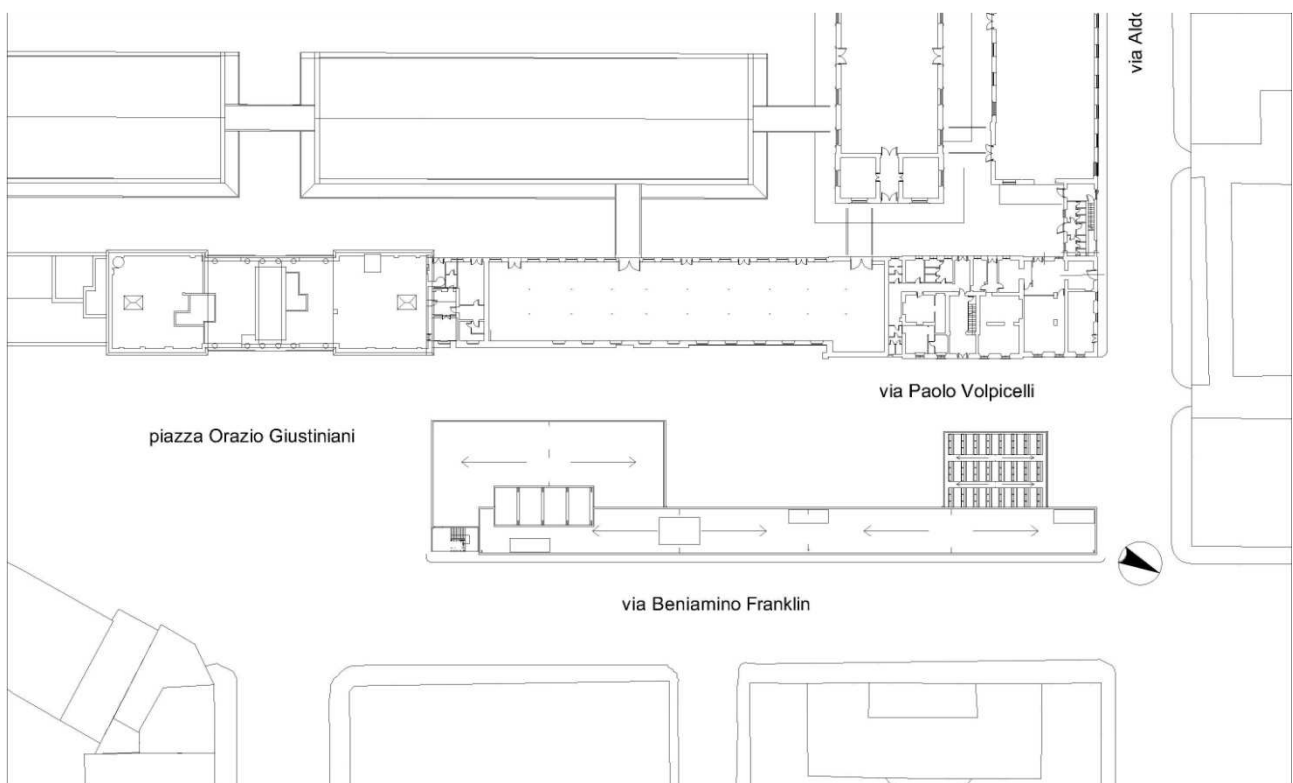 via Aldo
via Paolo Volpicelli
piazza Orazio Giustiniani
via Beniamino Franklin